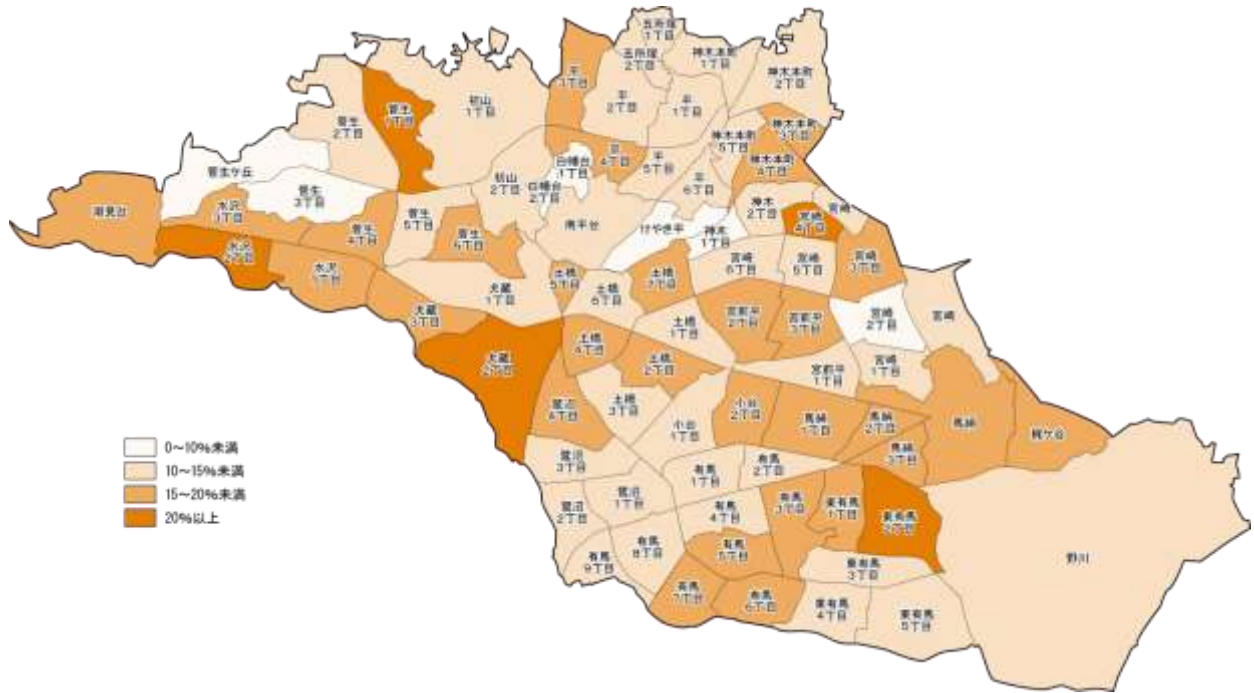 五所塚
1丁目
五所塚
2丁目
神木本町
1丁目
神木本町
2丁目
平
3丁目
平
2丁目
平
1丁目
初山
1丁目
菅生
1丁目
菅生
2丁目
神木本町
3丁目
神木本町
5丁目
神木本町
4丁目
平
4丁目
平
5丁目
平
6丁目
白幡台
1丁目
白幡台
2丁目
初山
2丁目
菅生ケ丘
菅生
3丁目
潮見台
水沢
水沢
2丁目
水沢
菅生
4丁目
菅生
5丁目
菅生
6丁目
南平台
けやき平
神木
1丁目
神木
2丁目
宮崎
4丁目
宮崎
宮崎
3丁目
宮崎
5丁目
宮崎
6丁目
宮崎
2丁目
宮崎
宮崎
1丁目
犬蔵
1丁目
犬蔵
3丁目
犬蔵
2丁目
土橋
5丁目
土橋
6丁目
土橋
7丁目
土橋
1丁目
土橋
4丁目
土橋
2丁目
土橋
3丁目
宮前平
2丁目
宮前平
3丁目
宮前平
1丁目
小台
2丁目
小台
1丁目
馬絹
1丁目
馬絹
2丁目
馬絹
3丁目
馬絹
梶ケ谷
鷺沼
4丁目
鷺沼
3丁目
鷺沼
1丁目
鷺沼
2丁目
有馬
1丁目
有馬
2丁目
有馬
3丁目
有馬
4丁目
有馬
5丁目
有馬
6丁目
有馬
7丁目
有馬
8丁目
有馬
9丁目
東有馬
1丁目
東有馬
2丁目
東有馬
3丁目
東有馬
4丁目
東有馬
5丁目
野川
0～10%未満
10～15%未満
15～20%未満
20%以上